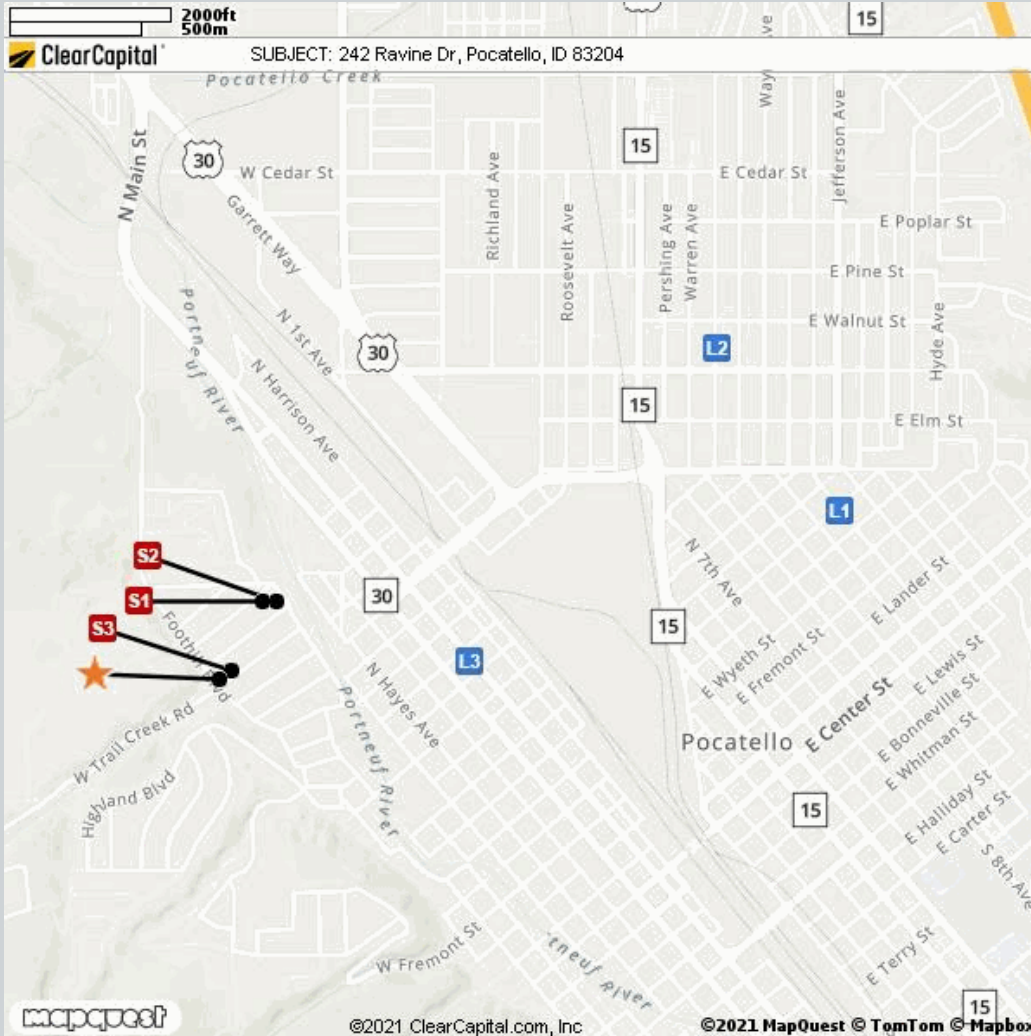 2000ft
500m
15
ClearCapital
SUBJECT: 242 Ravine Dr, Pocatello, ID 83204
Pocatello Creek
N Main St
30
W Cedar St
Garrett Way
Richland Ave
Roosevelt Ave
15
Pershing Ave
Warren Ave
E Cedar St
Jefferson Ave
E Poplar St
E Pine St
E Walnut St
Hyde Ave
Portneuf River
N 1st Ave
30
L2
N Harrison Ave
15
E Elm St
L1
S2
S1
S3
30
N 7th Ave
E Lander St
15
L3
Foothill Blvd
E Wyeth St
E Fremont St
E Lewis St
N Hayes Ave
Portneuf River
W Trail Creek Rd
Highland Blvd
Pocatello
E Center St
E Bonneville St
E Whitman St
15
E Halliday St
E Carter St
S 8th Ave
W Fremont St
tneuf River
E Terry St
15
mapquest
©2021 ClearCapital.com, Inc
©2021 MapQuest © TomTom © Mapbox